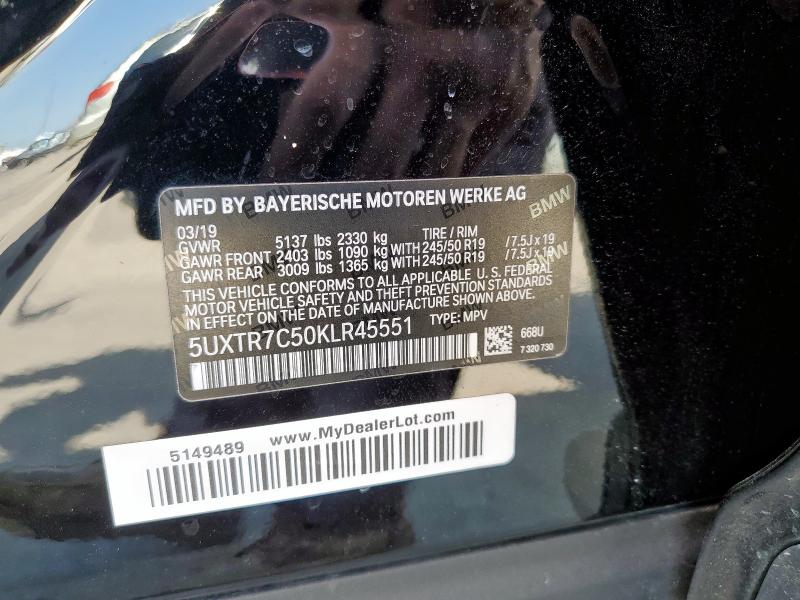 MFD BY BAYERISCHE MOTOREN WERKE AG
BMW
03/19 TIRE / RIM
GVWR 5137 lbs 2330 kg
GAWR FRONT 2403 lbs 1090 kg WITH 245/50 R19 /7.5J x 19
GAWR REAR 3009 lbs 1365 kg WITH 245/50 R19 /7.5J x 19
THIS VEHICLE CONFORMS TO ALL APPLICABLE U.S. FEDERAL
MOTOR VEHICLE SAFETY AND THEFT PREVENTION STANDARDS
IN EFFECT ON THE DATE OF MANUFACTURE SHOWN ABOVE.
5UXTR7C50KLR45551 TYPE: MPV
668U
7 320 730
5149489 www.MyDealerLot.com